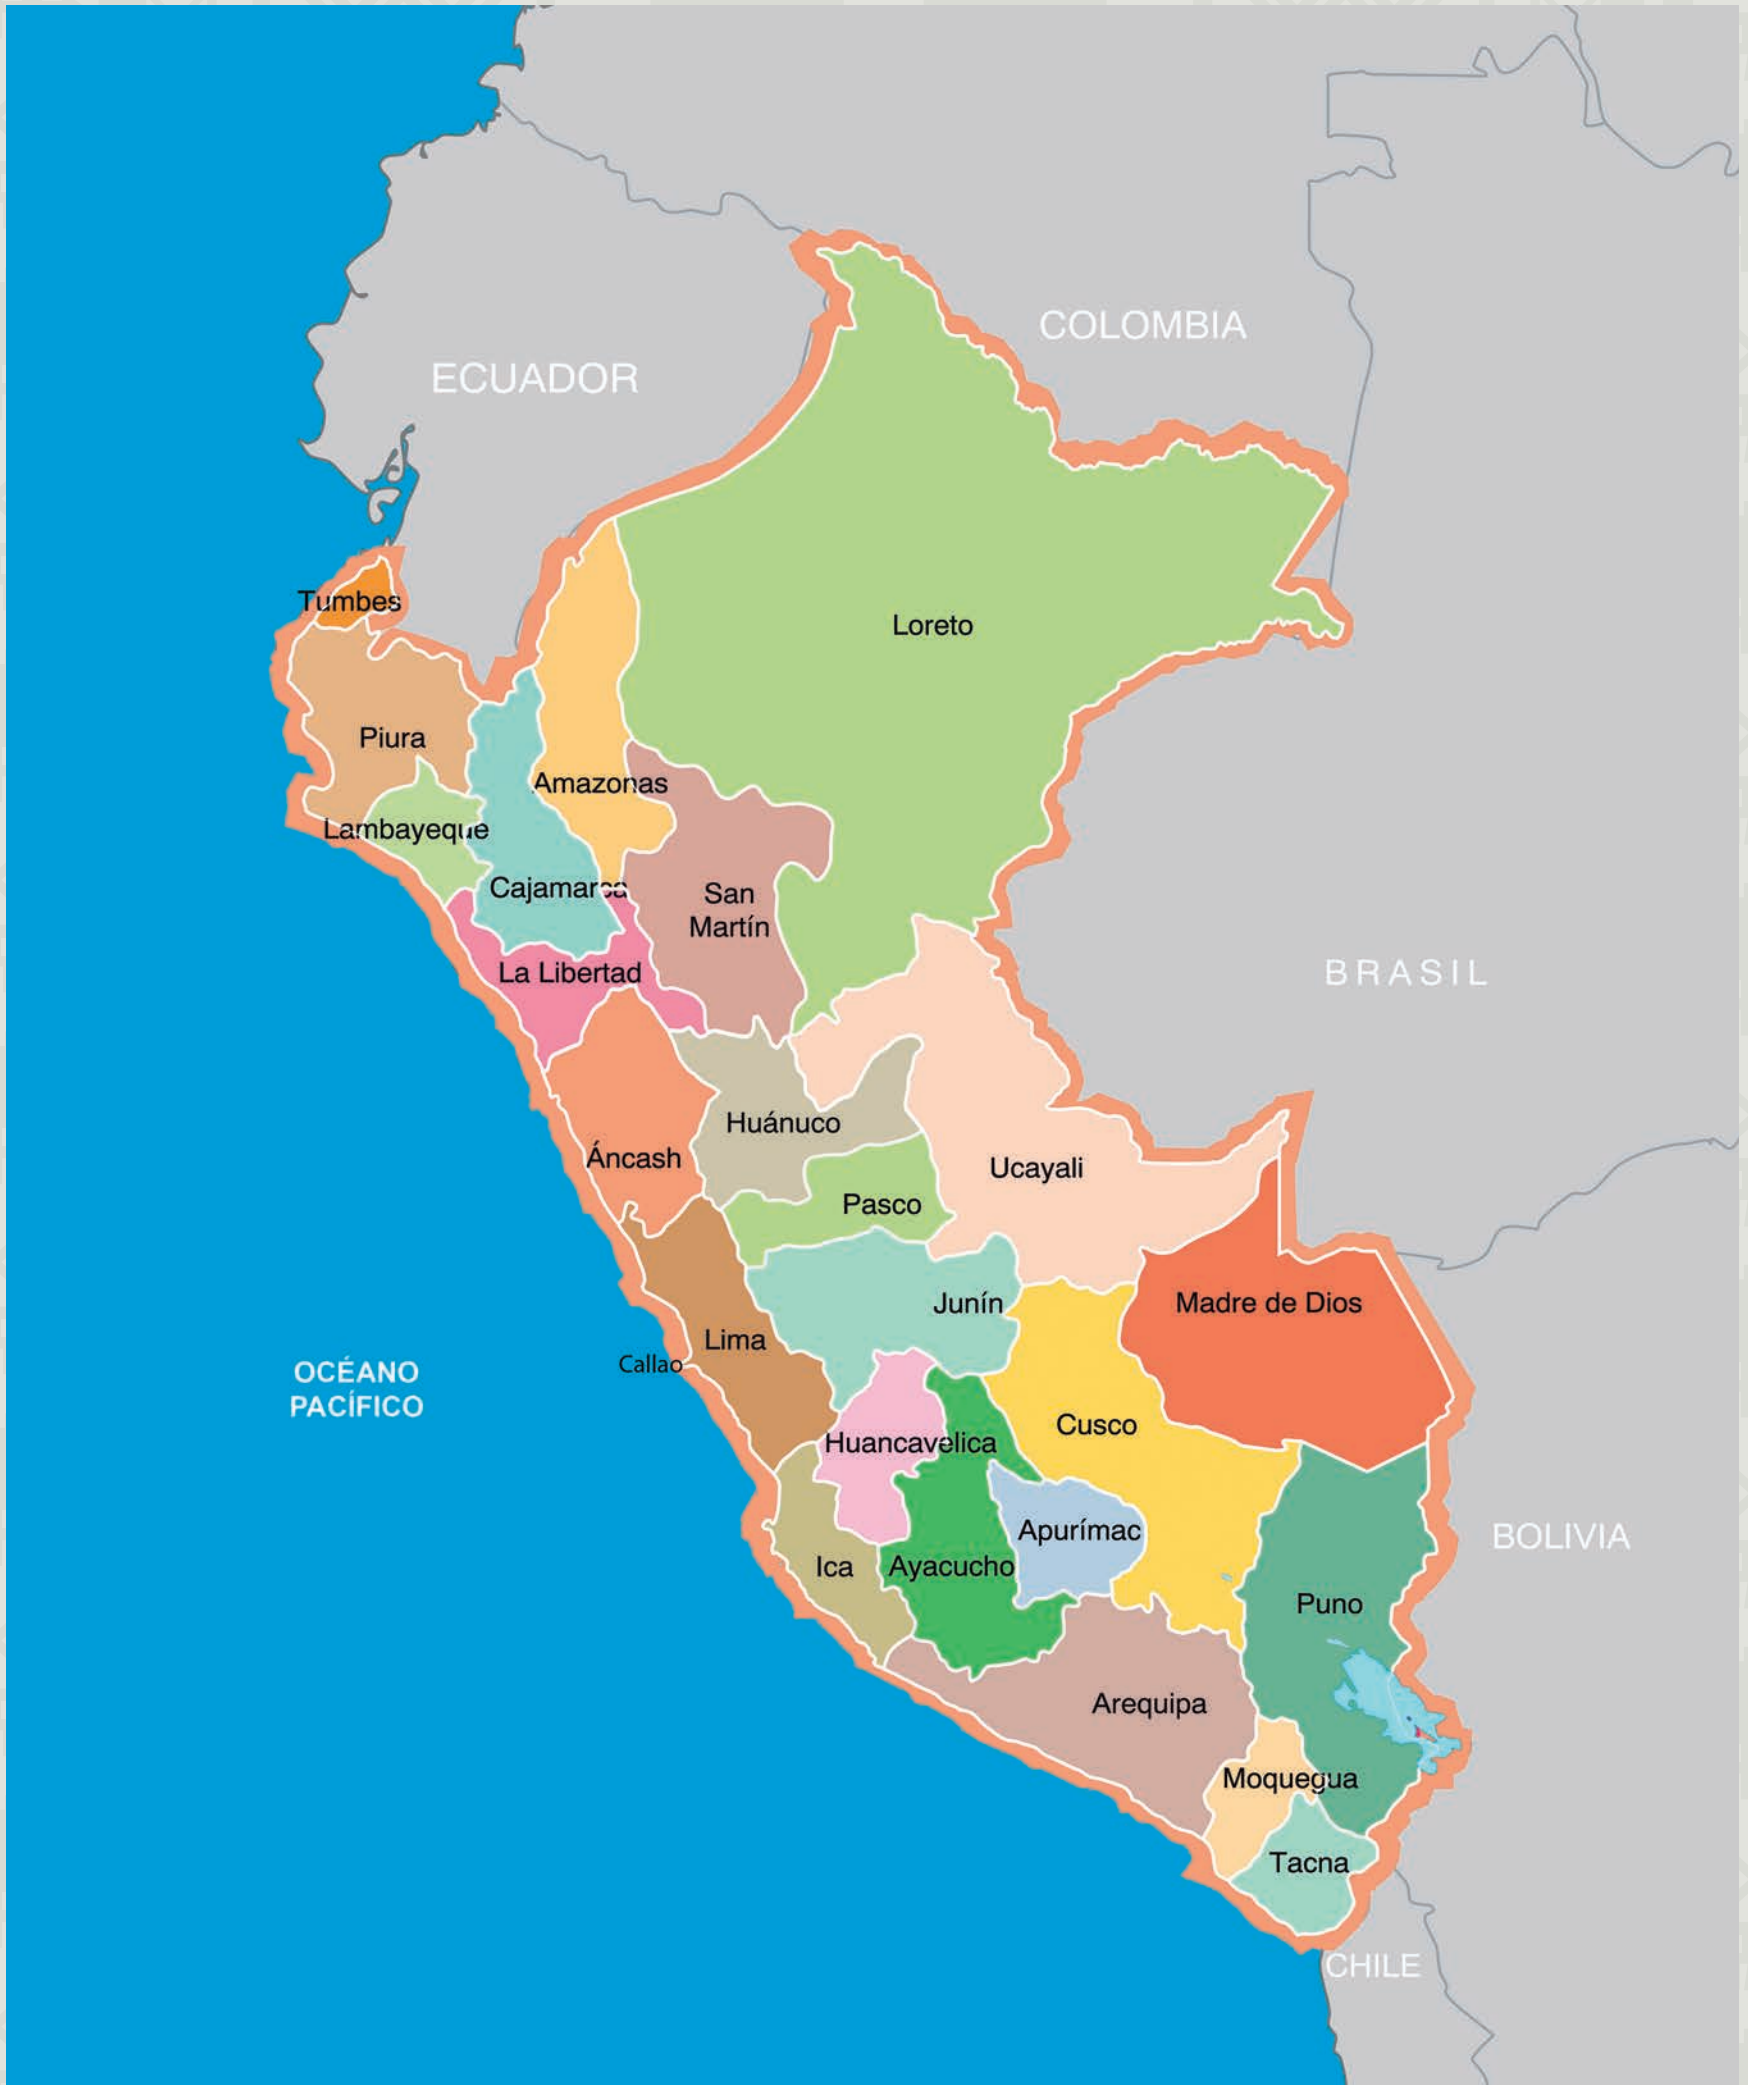 COLOMBIA
ECUADOR
Tumbes
Loreto
Piura
Amazonas
Lambayeque
Cajamarca
San
Martín
La Libertad
BRASIL
Huánuco
Áncash
Ucayali
Pasco
Junín
Madre de Dios
Lima
Callao
OCÉANO
PACÍFICO
Cusco
Huancavelica
Apurímac
BOLIVIA
Ica
Ayacucho
Puno
Arequipa
Moquegua
Tacna
CHILE